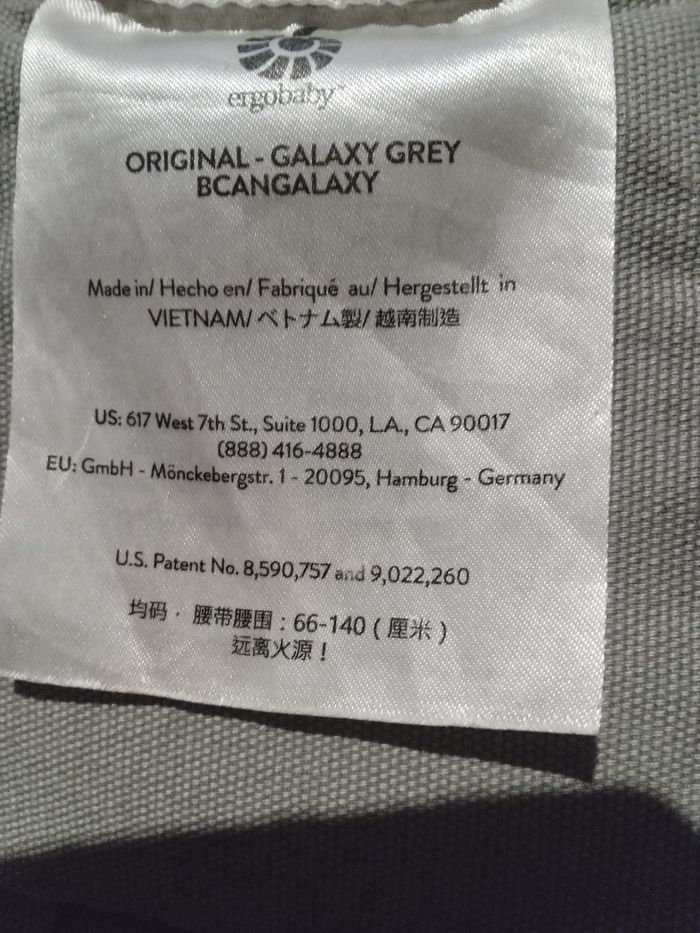 ergobaby™
ORIGINAL - GALAXY GREY
BCANGALAXY
Made in/ Hecho en/ Fabriqué au/ Hergestellt in
VIETNAM/ベトナム製/越南制造
US: 617 West 7th St., Suite 1000, L.A., CA 90017
(888) 416-4888
EU: GmbH - Mönckebergstr. 1 - 20095, Hamburg - Germany
U.S. Patent No. 8,590,757 and 9,022,260
均码 · 腰带腰围：66-140（厘米）
远离火源！